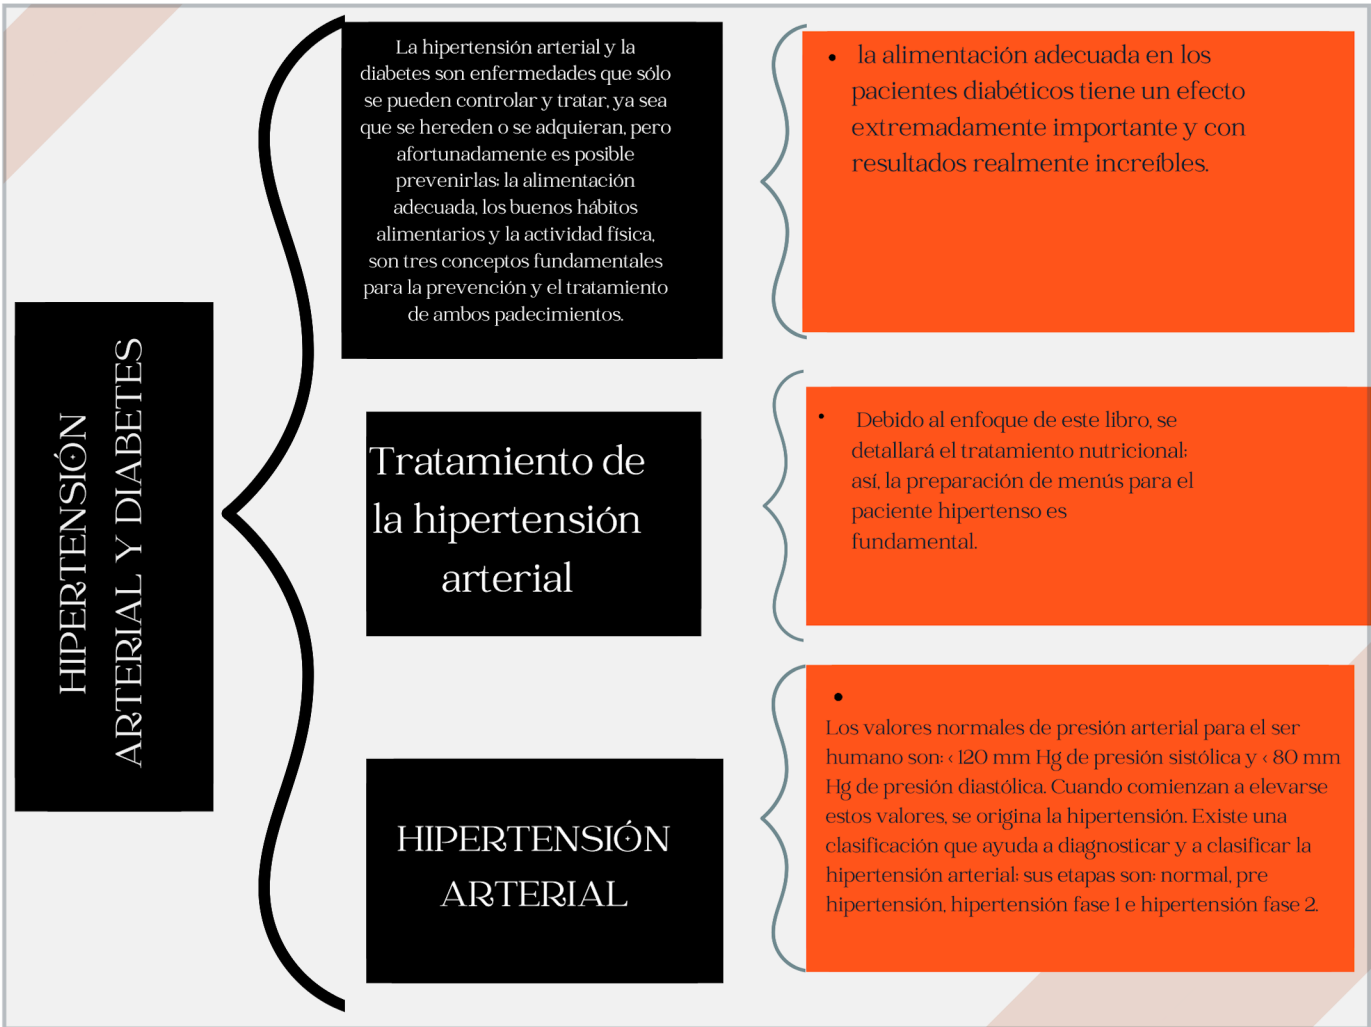 HIPERTENSIÓN
ARTERIAL Y DIABETES
La hipertensión arterial y la
diabetes son enfermedades que sólo
se pueden controlar y tratar, ya sea
que se hereden o se adquieran, pero
afortunadamente es posible
prevenirlas: la alimentación
adecuada, los buenos hábitos
alimentarios y la actividad física,
son tres conceptos fundamentales
para la prevención y el tratamiento
de ambos padecimientos.
• la alimentación adecuada en los
pacientes diabéticos tiene un efecto
extremadamente importante y con
resultados realmente increíbles.
Tratamiento de
la hipertensión
arterial
• Debido al enfoque de este libro, se
detallará el tratamiento nutricional:
así, la preparación de menús para el
paciente hipertenso es
fundamental.
HIPERTENSIÓN
ARTERIAL
•
Los valores normales de presión arterial para el ser
humano son: < 120 mm Hg de presión sistólica y < 80 mm
Hg de presión diastólica. Cuando comienzan a elevarse
estos valores, se origina la hipertensión. Existe una
clasificación que ayuda a diagnosticar y a clasificar la
hipertensión arterial: sus etapas son: normal, pre
hipertensión, hipertensión fase 1 e hipertensión fase 2.